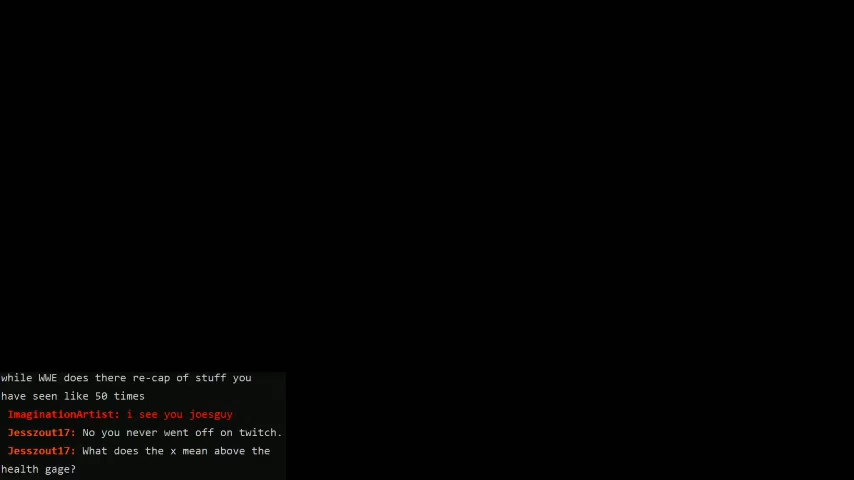 while WWE does there re-cap of stuff you
have seen like 50 times
ImaginationArtist: i see you joesguy
Jesszout17: No you never went off on twitch.
Jesszout17: What does the x mean above the
health gage?